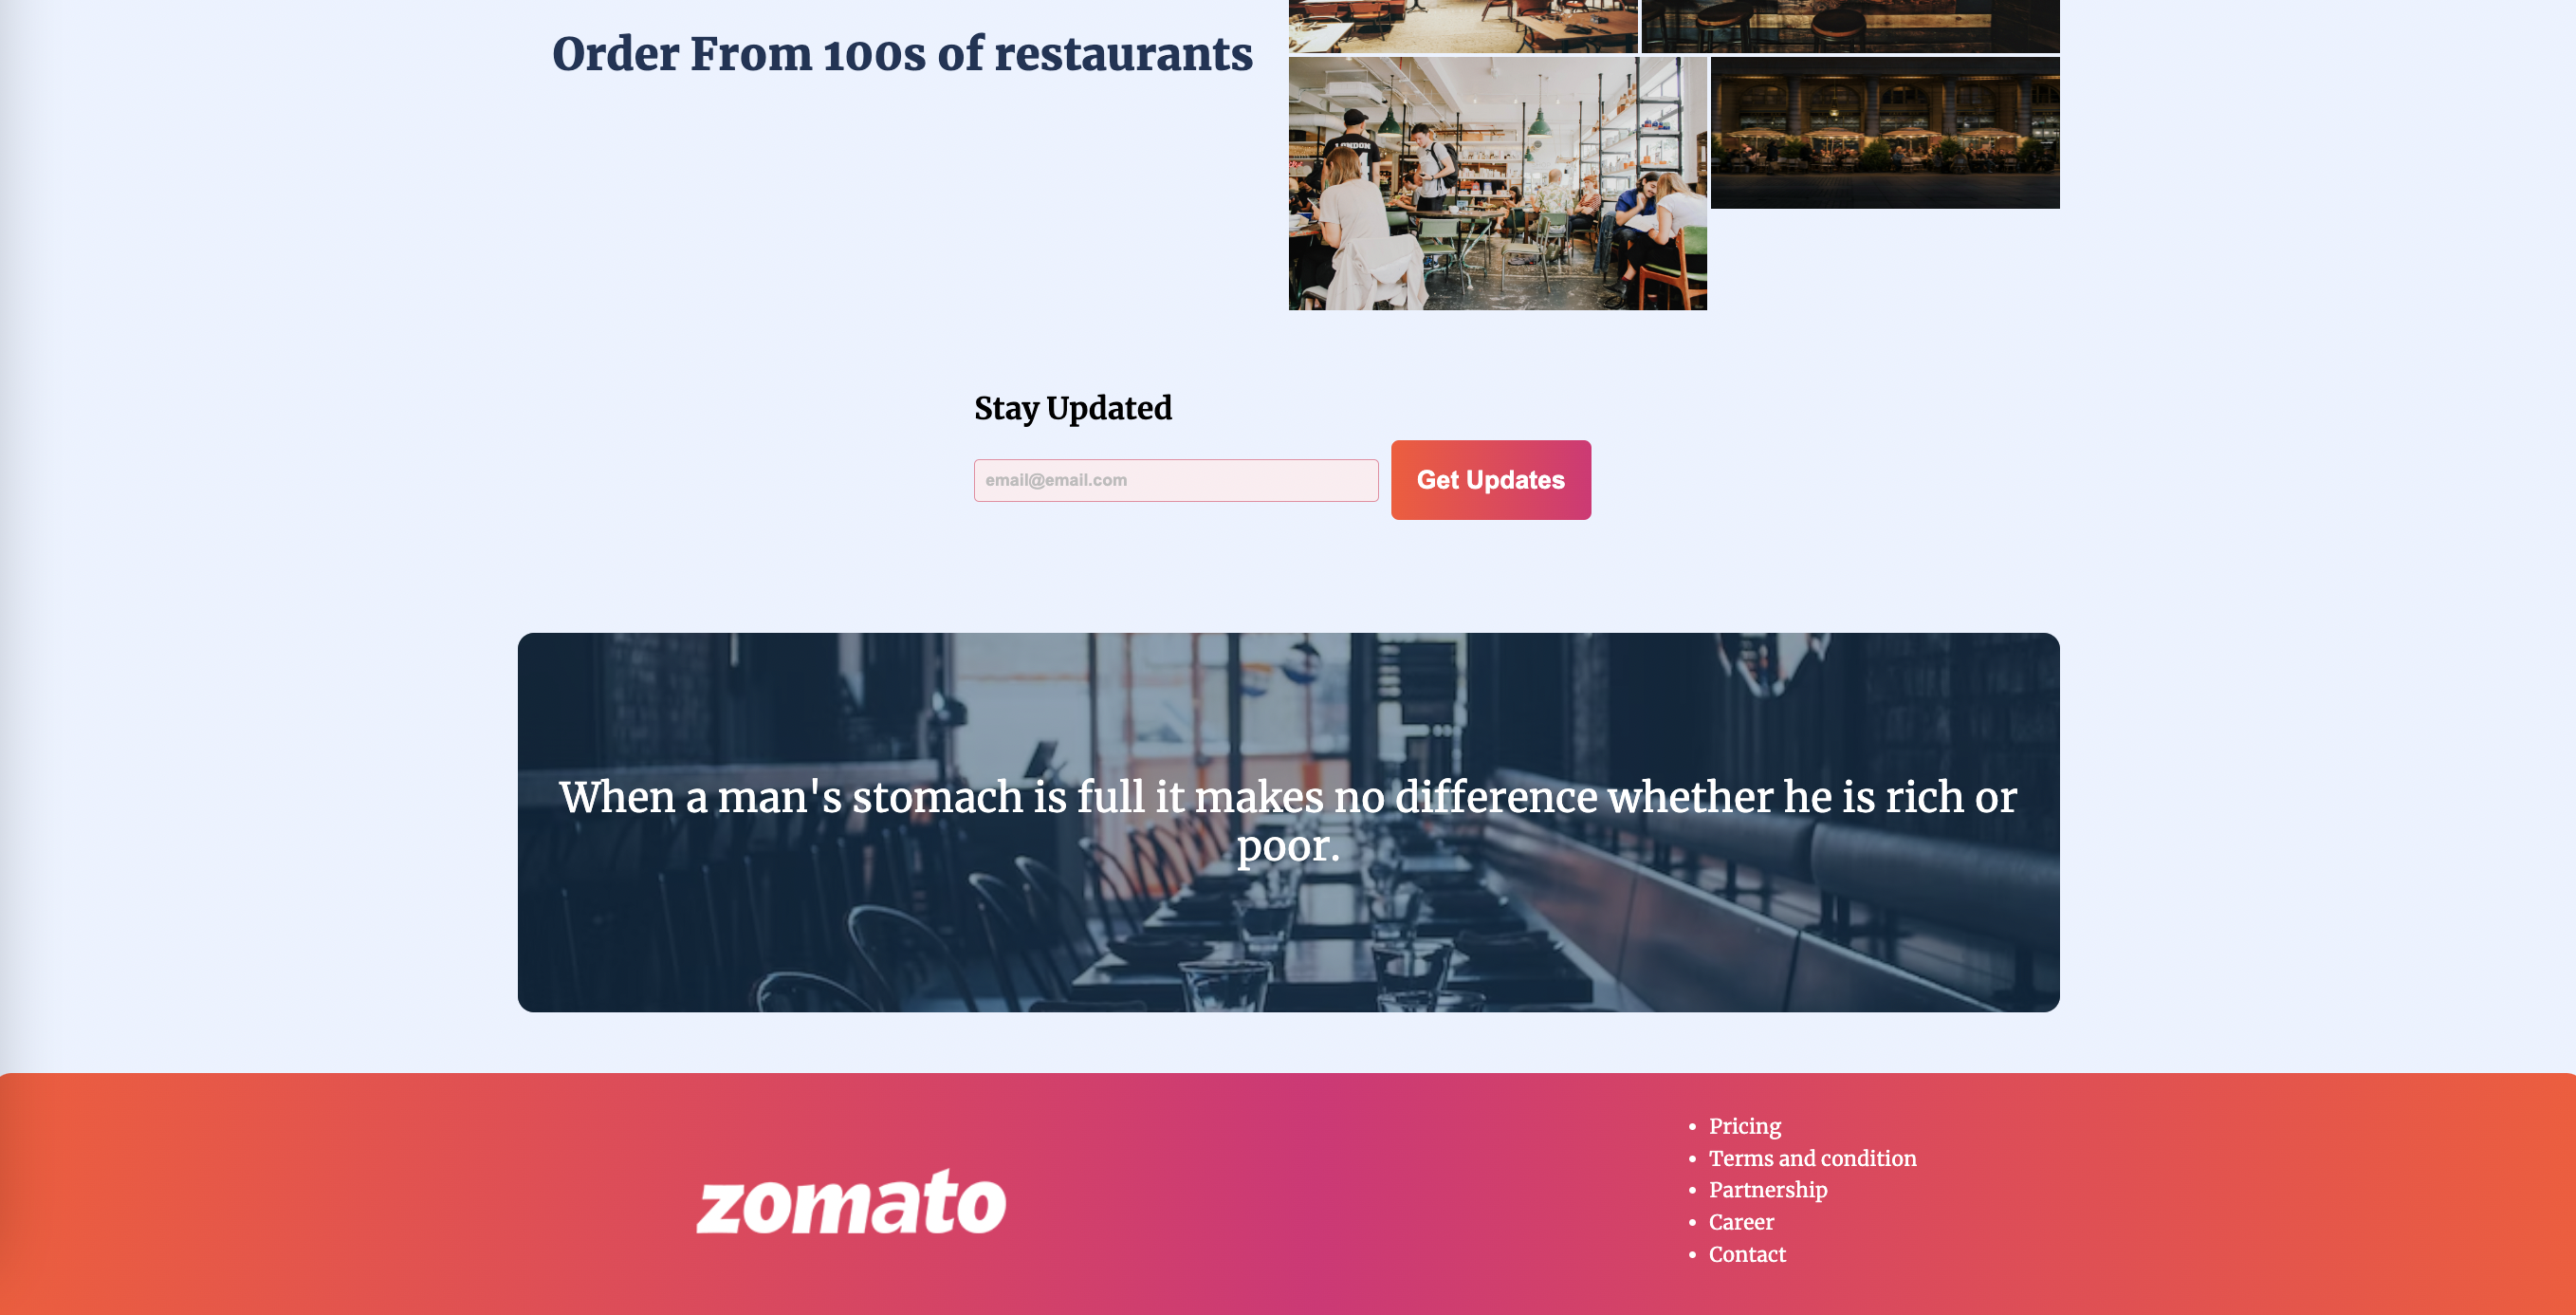 Order From 100s of restaurants
LONDON
Stay Updated
email@email.com
Get Updates
When a man's stomach is full it makes no difference whether he is rich or
poor.
zomato
Pricing
Terms and condition
Partnership
Career
Contact